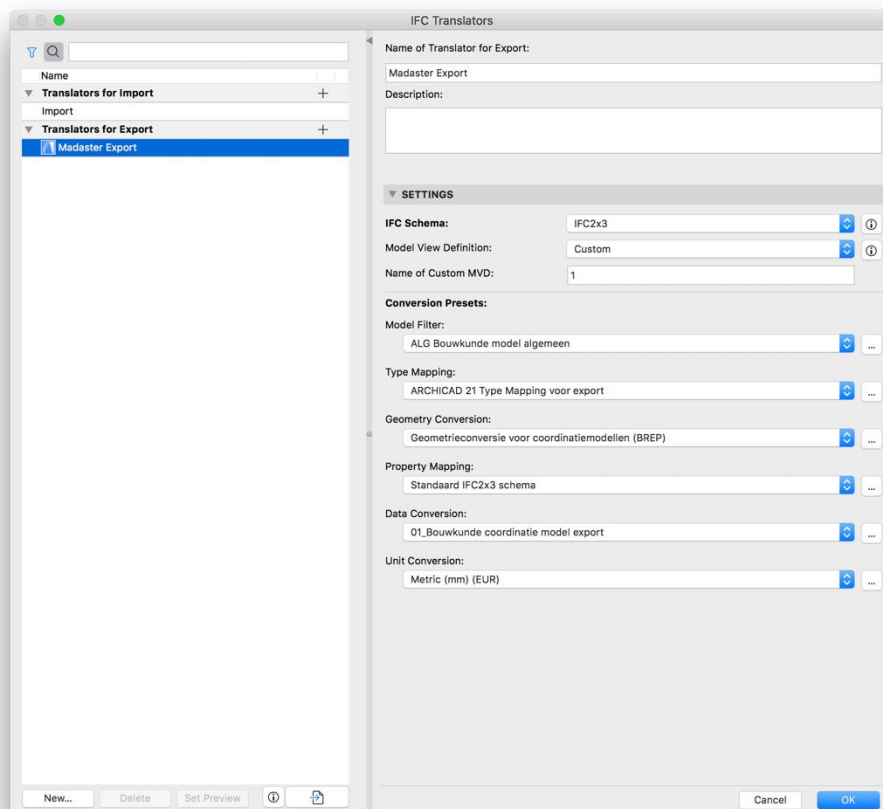 IFC Translators
Name
Translators for Import
Import
Translators for Export
Madaster Export
New...
Delete
Set Preview
Name of Translator for Export:
Madaster Export
Description:
SETTINGS
IFC Schema: IFC2x3
Model View Definition: Custom
Name of Custom MVD: 1
Conversion Presets:
Model Filter:
ALG Bouwkunde model algemeen
...
Type Mapping:
ARCHICAD 21 Type Mapping voor export
...
Geometry Conversion:
Geometrieconversie voor coordinatiemodellen (BREP)
...
Property Mapping:
Standaard IFC2x3 schema
...
Data Conversion:
01_Bouwkunde coordinatie model export
...
Unit Conversion:
Metric (mm) (EUR)
...
Cancel
OK